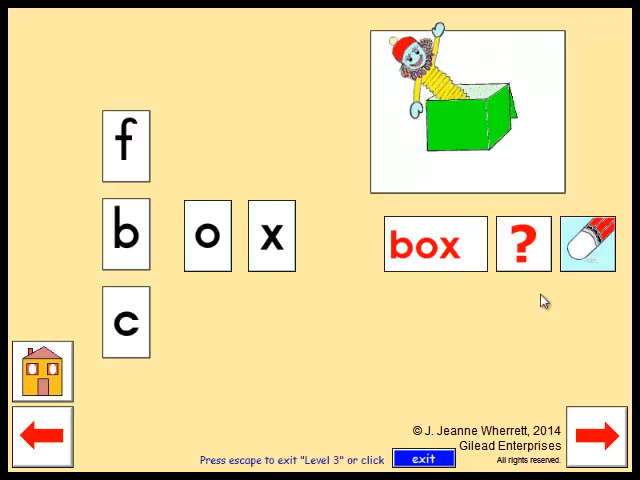 f
b o x
c
box ?
© J. Jeanne Wherrett, 2014
Gilead Enterprises
All rights reserved.
Press escape to exit "Level 3" or click exit